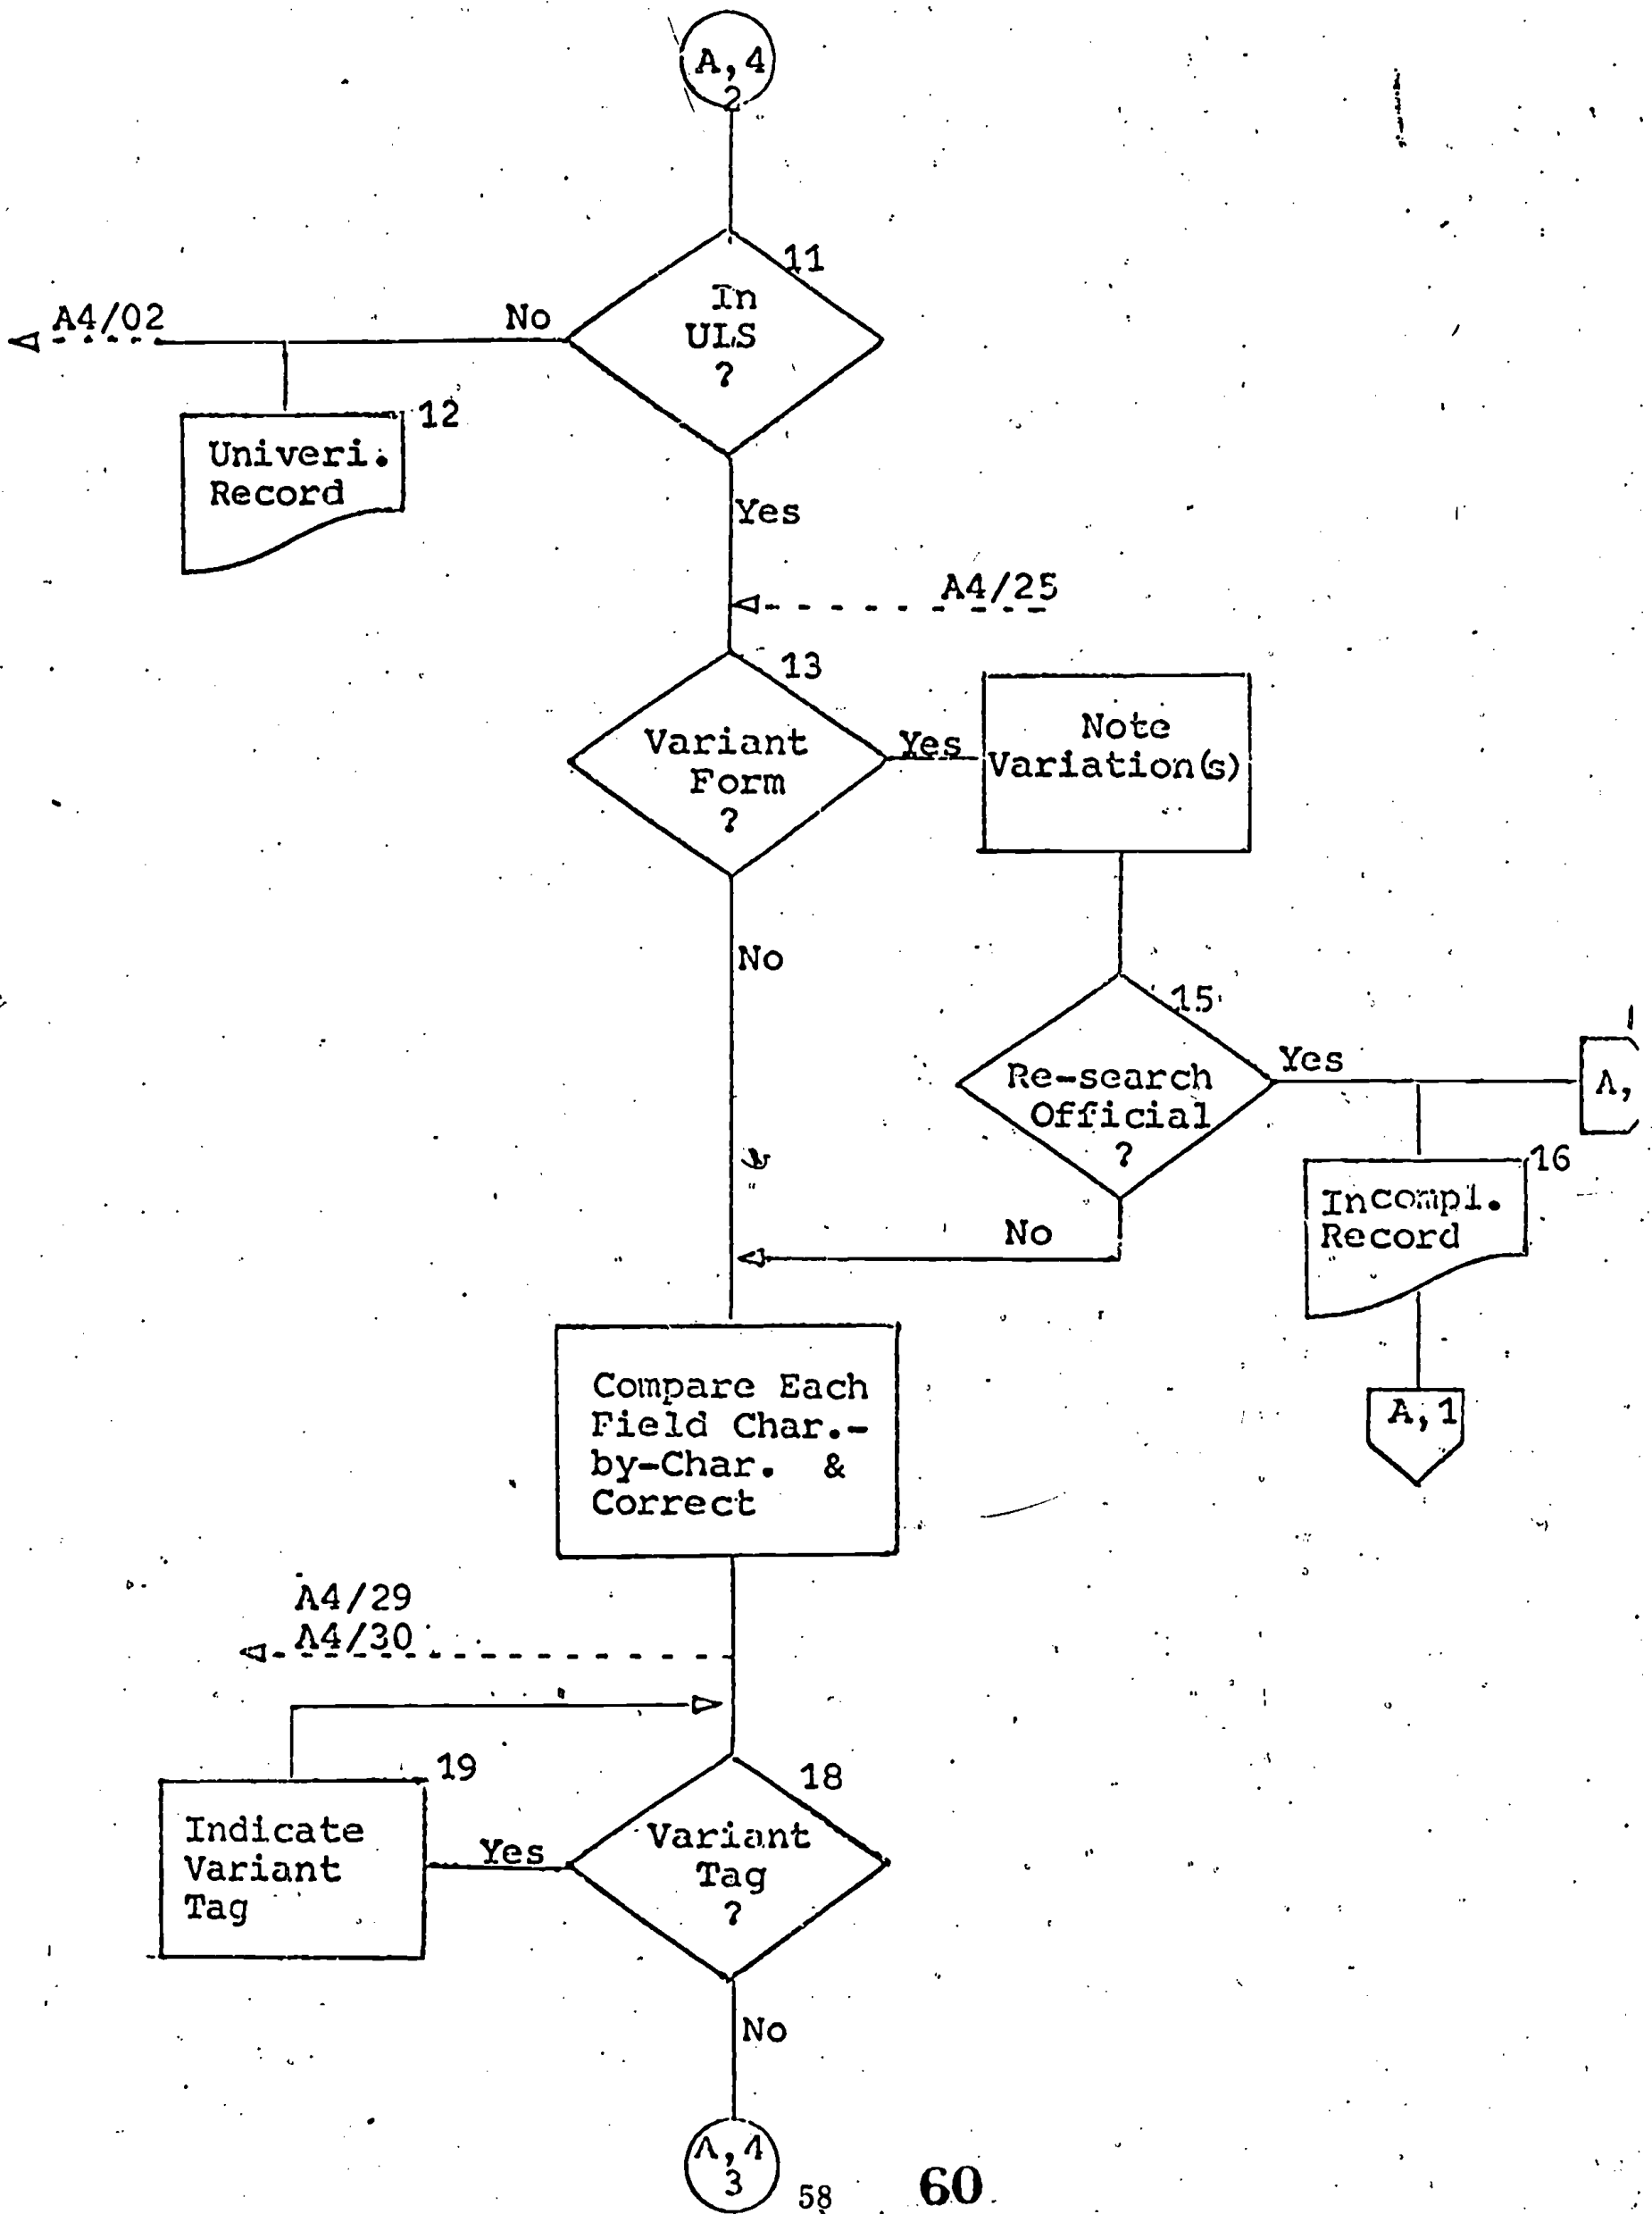 A,4
2
11
In
ULS
?
No
A4/02
12
Univeri.
Record
Yes
A4/25
13
Variant
Form
?
Yes
Note
Variation(s)
No
15
Re-search
Official
?
Yes
A,
16
Incompl.
Record
A,1
No
Compare Each
Field Char.-
by-Char. &
Correct
A4/29
A4/30
19
Indicate
Variant
Tag
Yes
18
Variant
Tag
?
No
A,4
3
58
60